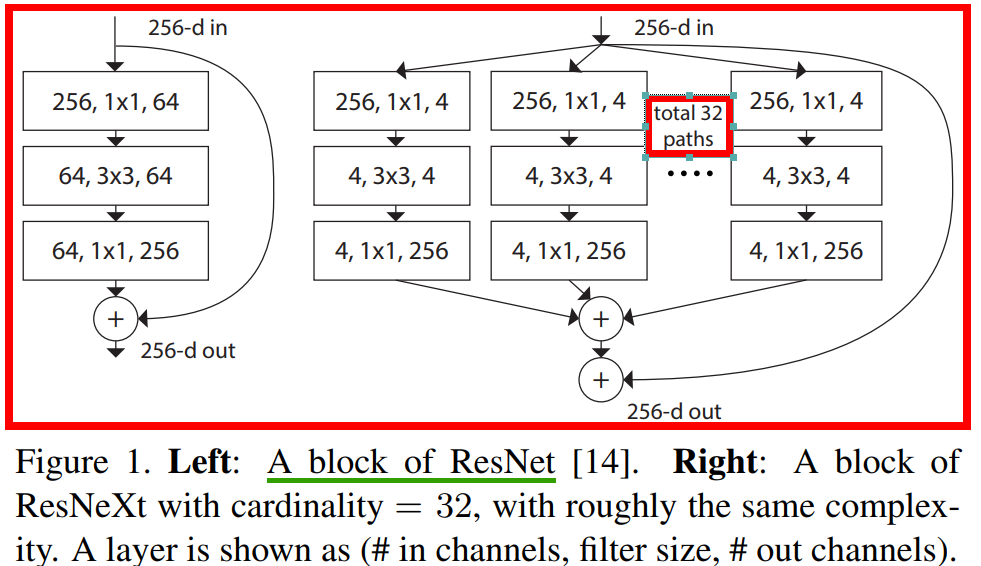 256-d in
256, 1x1, 64
64, 3x3, 64
64, 1x1, 256
+
256-d out
256-d in
256, 1x1, 4
256, 1x1, 4
total 32
paths
256, 1x1, 4
4, 3x3, 4
4, 3x3, 4
....
4, 3x3, 4
4, 1x1, 256
4, 1x1, 256
4, 1x1, 256
+
+
256-d out
Figure 1. Left: A block of ResNet [14]. Right: A block of
ResNeXt with cardinality = 32, with roughly the same complex-
ity. A layer is shown as (# in channels, filter size, # out channels).